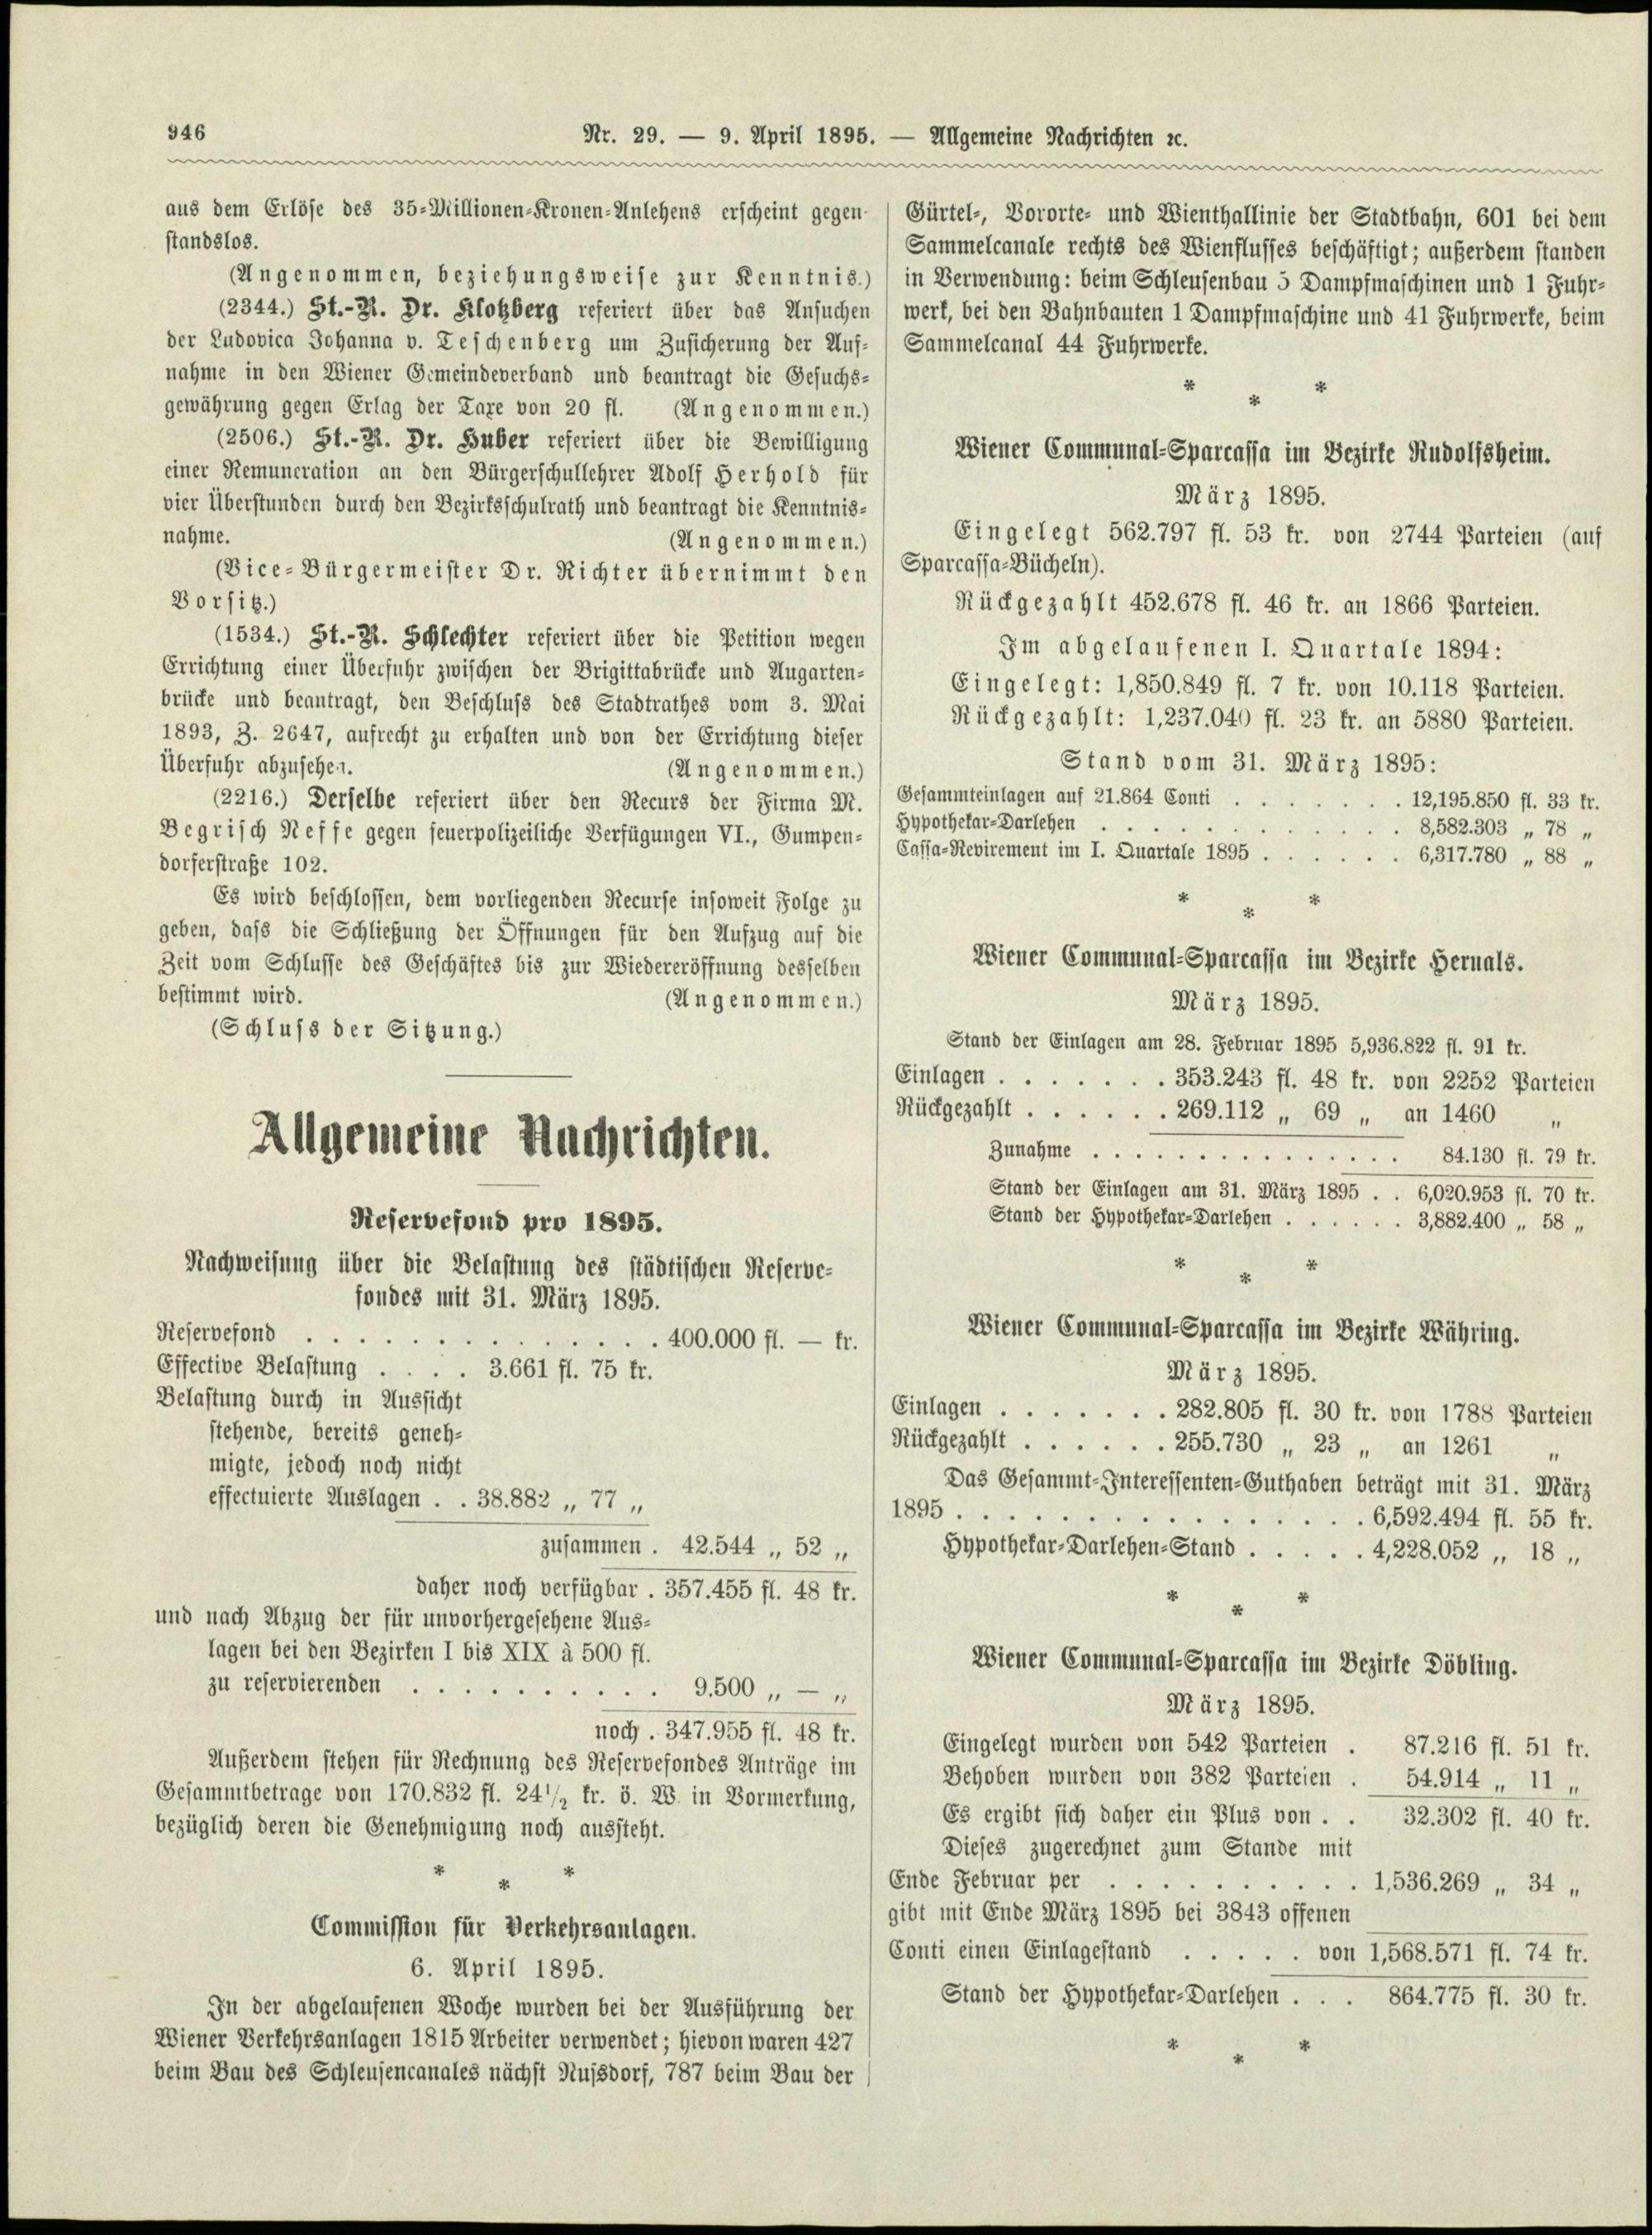 946
Nr. 29. — 9. April 1895. — Allgemeine Nachrichten ꝛc.
aus dem Erlöse des 35-Millionen-Kronen-Anlehens erscheint gegen-
standslos.
(Angenommen, beziehungsweise zur Kenntnis.)
(2344.) St.-R. Dr. Klotzberg referiert über das Ansuchen
der Ludovica Johanna v. Teschenberg um Zusicherung der Auf-
nahme in den Wiener Gemeindeverband und beantragt die Gesuchs-
gewährung gegen Erlag der Taxe von 20 fl. (Angenommen.)
(2506.) St.-R. Dr. Huber referiert über die Bewilligung
einer Remuneration an den Bürgerschullehrer Adolf Herhold für
vier Überstunden durch den Bezirksschulrath und beantragt die Kenntnis-
nahme. (Angenommen.)
(Vice-Bürgermeister Dr. Richter übernimmt den
Vorsitz.)
(1534.) St.-R. Schlechter referiert über die Petition wegen
Errichtung einer Überfuhr zwischen der Brigittabrücke und Augarten-
brücke und beantragt, den Beschluss des Stadtrathes vom 3. Mai
1893, Z. 2647, aufrecht zu erhalten und von der Errichtung dieser
Überfuhr abzusehen. (Angenommen.)
(2216.) Derselbe referiert über den Recurs der Firma M.
Begrisch Neffe gegen feuerpolizeiliche Verfügungen VI., Gumpen-
dorferstraße 102.
Es wird beschlossen, dem vorliegenden Recurse insoweit Folge zu
geben, dass die Schließung der Öffnungen für den Aufzug auf die
Zeit vom Schlusse des Geschäftes bis zur Wiedereröffnung desselben
bestimmt wird. (Angenommen.)
(Schluss der Sitzung.)
Allgemeine Nachrichten.
Reservefond pro 1895.
Nachweisung über die Belastung des städtischen Reserve-
fondes mit 31. März 1895.
Reservefond . . . . . . . . . . . . . . 400.000 fl. — kr.
Effective Belastung . . . . 3.661 fl. 75 kr.
Belastung durch in Aussicht
stehende, bereits geneh-
migte, jedoch noch nicht
effectuierte Auslagen . . 38.882 „ 77 „
zusammen . 42.544 „ 52 „
daher noch verfügbar . 357.455 fl. 48 kr.
und nach Abzug der für unvorhergesehene Aus-
lagen bei den Bezirken I bis XIX à 500 fl.
zu reservierenden . . . . . . . . . . 9.500 „ — „
noch . 347.955 fl. 48 kr.
Außerdem stehen für Rechnung des Reservefondes Anträge im
Gesammtbetrage von 170.832 fl. 24 1/2 kr. ö. W. in Vormerkung,
bezüglich deren die Genehmigung noch aussteht.
* * *
Commission für Verkehrsanlagen.
6. April 1895.
In der abgelaufenen Woche wurden bei der Ausführung der
Wiener Verkehrsanlagen 1815 Arbeiter verwendet; hievon waren 427
beim Bau des Schleusencanales nächst Nussdorf, 787 beim Bau der
Gürtel-, Vororte- und Wienthallinie der Stadtbahn, 601 bei dem
Sammelcanale rechts des Wienflusses beschäftigt; außerdem standen
in Verwendung: beim Schleusenbau 5 Dampfmaschinen und 1 Fuhr-
werk, bei den Bahnbauten 1 Dampfmaschine und 41 Fuhrwerke, beim
Sammelcanal 44 Fuhrwerke.
* * *
Wiener Communal-Sparcassa im Bezirke Rudolfsheim.
März 1895.
Eingelegt 562.797 fl. 53 kr. von 2744 Parteien (auf
Sparcassa-Bücheln).
Rückgezahlt 452.678 fl. 46 kr. an 1866 Parteien.
Im abgelaufenen I. Quartale 1894:
Eingelegt: 1,850.849 fl. 7 kr. von 10.118 Parteien.
Rückgezahlt: 1,237.040 fl. 23 kr. an 5880 Parteien.
Stand vom 31. März 1895:
Gesammteinlagen auf 21.864 Conti . . . . . . . 12,195.850 fl. 33 kr.
Hypothekar-Darlehen . . . . . . . . . . . . 8,582.303 „ 78 „
Cassa-Revirement im I. Quartale 1895 . . . . . . 6,317.780 „ 88 „
* * *
Wiener Communal-Sparcassa im Bezirke Hernals.
März 1895.
Stand der Einlagen am 28. Februar 1895 5,936.822 fl. 91 kr.
Einlagen . . . . . . . 353.243 fl. 48 kr. von 2252 Parteien
Rückgezahlt . . . . . . 269.112 „ 69 „ an 1460 „
Zunahme . . . . . . . . . . . . . . . 84.130 fl. 79 kr.
Stand der Einlagen am 31. März 1895 . . 6,020.953 fl. 70 kr.
Stand der Hypothekar-Darlehen . . . . . . 3,882.400 „ 58 „
* * *
Wiener Communal-Sparcassa im Bezirke Währing.
März 1895.
Einlagen . . . . . . . 282.805 fl. 30 kr. von 1788 Parteien
Rückgezahlt . . . . . . 255.730 „ 23 „ an 1261 „
Das Gesammt-Interessenten-Guthaben beträgt mit 31. März
1895 . . . . . . . . . . . . . . . . 6,592.494 fl. 55 kr.
Hypothekar-Darlehen-Stand . . . . . 4,228.052 „ 18 „
* * *
Wiener Communal-Sparcassa im Bezirke Döbling.
März 1895.
Eingelegt wurden von 542 Parteien . 87.216 fl. 51 kr.
Behoben wurden von 382 Parteien . 54.914 „ 11 „
Es ergibt sich daher ein Plus von . . 32.302 fl. 40 kr.
Dieses zugerechnet zum Stande mit
Ende Februar per . . . . . . . . . . 1,536.269 „ 34 „
gibt mit Ende März 1895 bei 3843 offenen
Conti einen Einlagestand . . . . . von 1,568.571 fl. 74 kr.
Stand der Hypothekar-Darlehen . . . 864.775 fl. 30 kr.
* * *